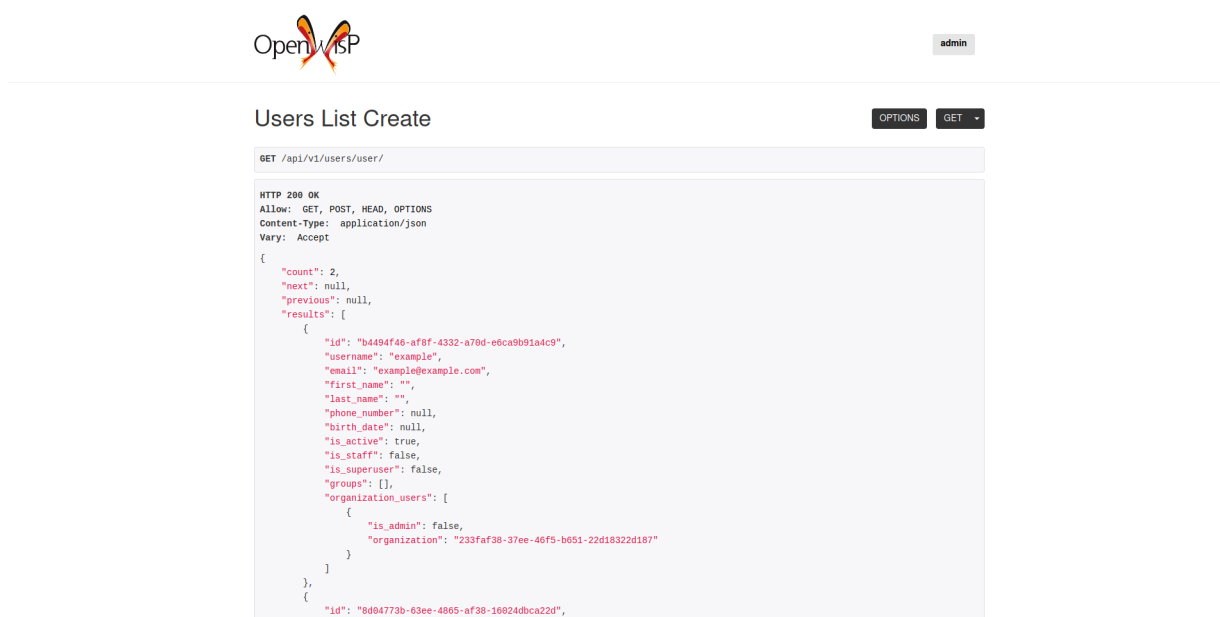 OpenWISP
admin
Users List Create
OPTIONS
GET
GET /api/v1/users/user/
HTTP 200 OK
Allow: GET, POST, HEAD, OPTIONS
Content-Type: application/json
Vary: Accept
{
    "count": 2,
    "next": null,
    "previous": null,
    "results": [
        {
            "id": "b4494f46-af8f-4332-a70d-e6ca9b91a4c9",
            "username": "example",
            "email": "example@example.com",
            "first_name": "",
            "last_name": "",
            "phone_number": null,
            "birth_date": null,
            "is_active": true,
            "is_staff": false,
            "is_superuser": false,
            "groups": [],
            "organization_users": [
                {
                    "is_admin": false,
                    "organization": "233faf38-37ee-46f5-b651-22d18322d187"
                }
            ]
        },
        {
            "id": "8d04773b-63ee-4865-af38-16024dbca22d",